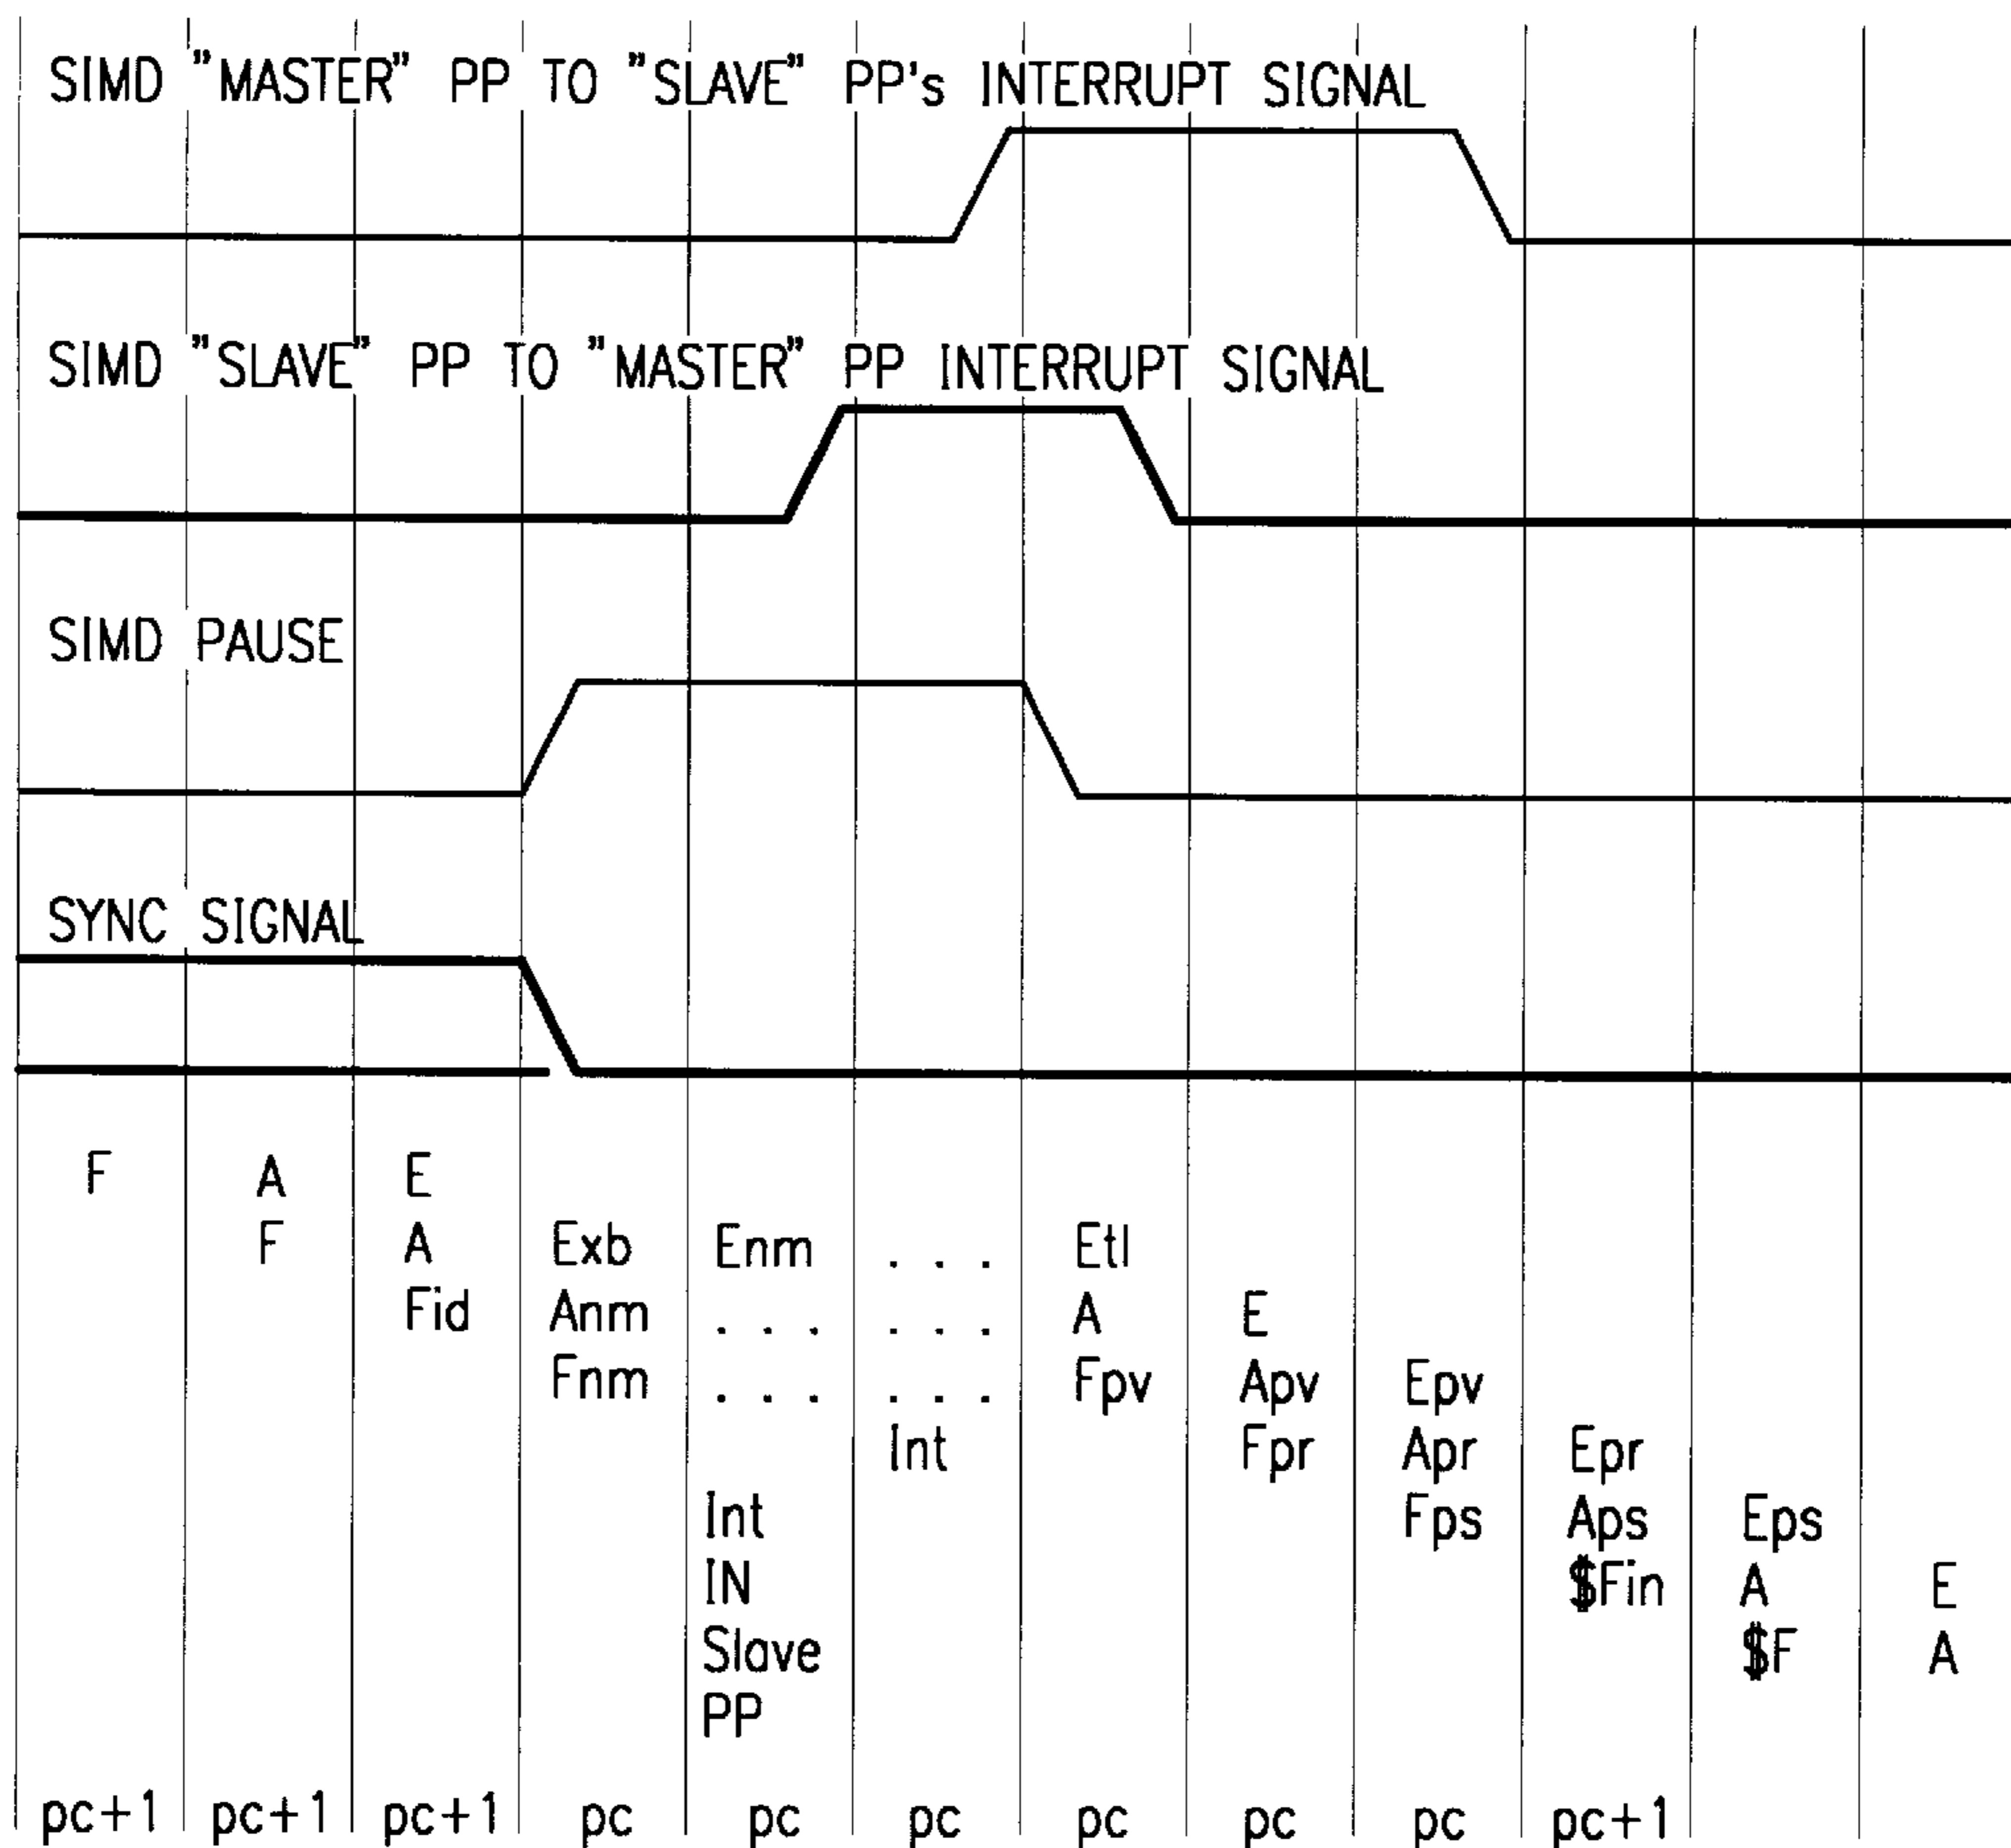 SIMD "MASTER" PP TO "SLAVE" PP's INTERRUPT SIGNAL
SIMD "SLAVE" PP TO "MASTER" PP INTERRUPT SIGNAL
SIMD PAUSE
SYNC SIGNAL
F A E
F A Exb Enm . . . Etl
Fid Anm . . . . . . A E
Fnm . . . . . . Fpv Apv Epv
Int Fpr Apr Epr
Int Fps Aps Eps
IN $Fin A E
Slave $F A
PP
pc+1 pc+1 pc+1 pc pc pc pc pc pc pc+1